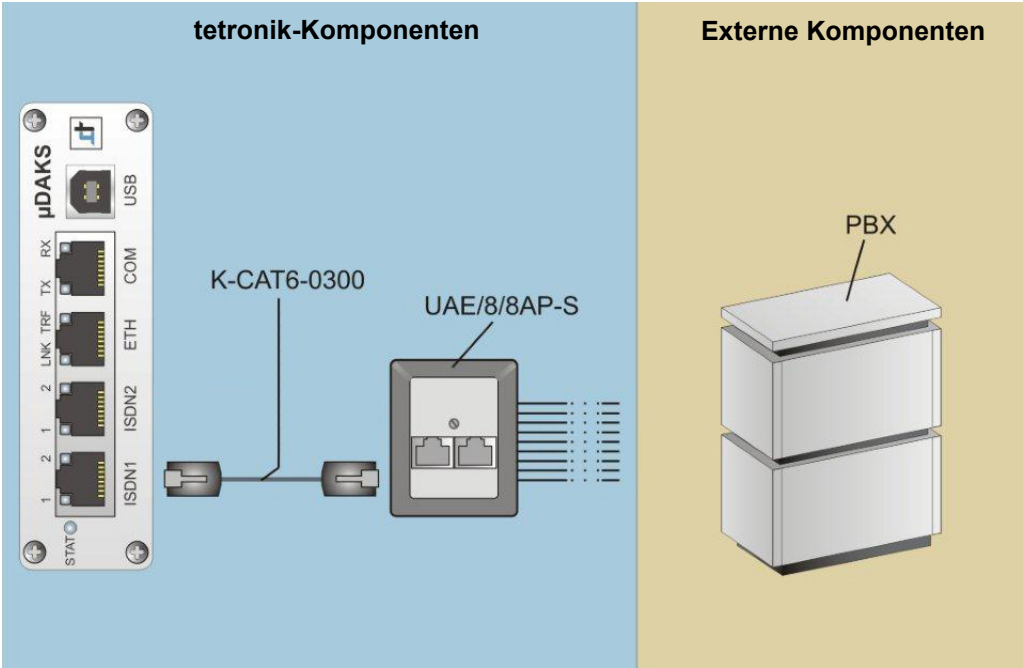 tetronik-Komponenten
Externe Komponenten
µDAKS
USB
RX
TX
COM
TRF
LNK
ETH
2
1
ISDN2
2
1
ISDN1
STAT
K-CAT6-0300
UAE/8/8AP-S
PBX